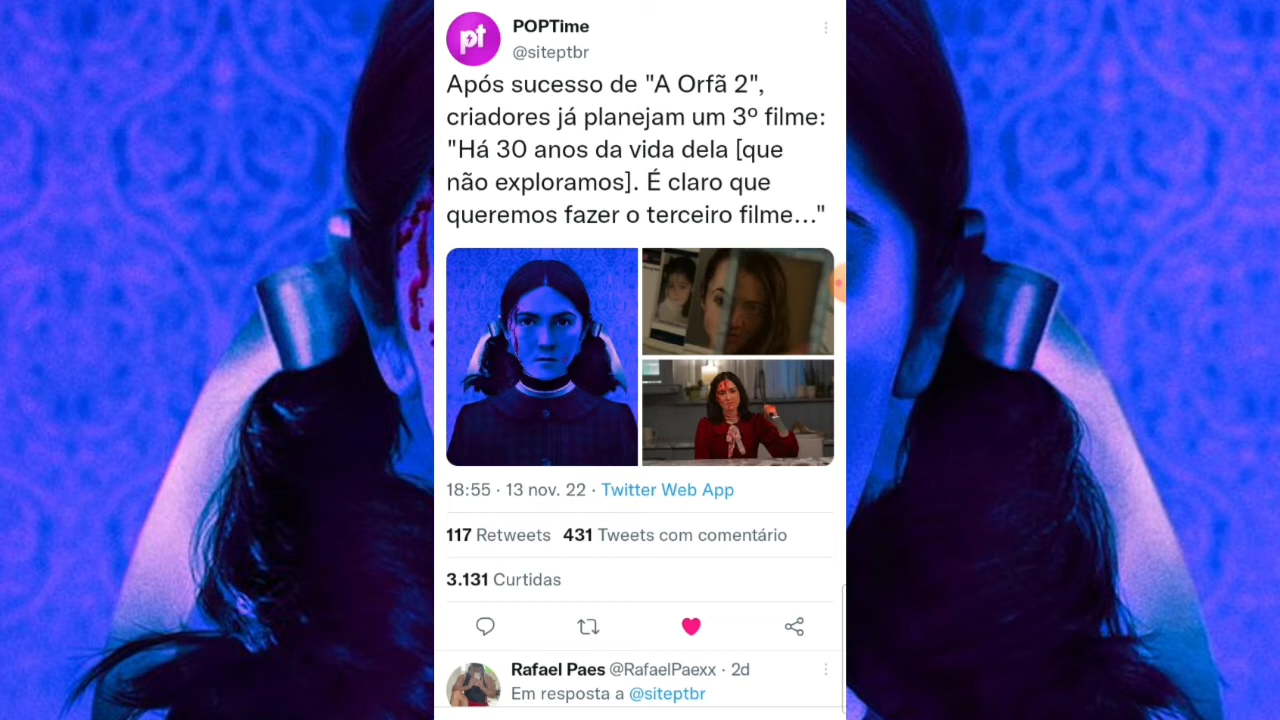 pt
POPTime
@siteptbr
Após sucesso de "A Orfã 2",
criadores já planejam um 3º filme:
"Há 30 anos da vida dela [que
não exploramos]. É claro que
queremos fazer o terceiro filme..."
18:55 · 13 nov. 22 · Twitter Web App
117 Retweets 431 Tweets com comentário
3.131 Curtidas
Rafael Paes @RafaelPaexx · 2d
Em resposta a @siteptbr